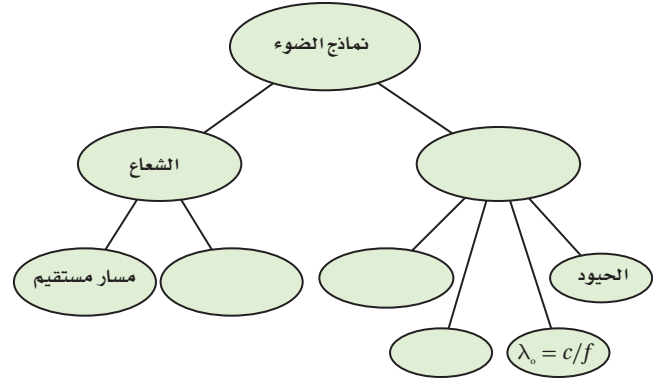 نماذج الضوء
الشعاع
مسار مستقيم
الحيود
λ₀ = c/f